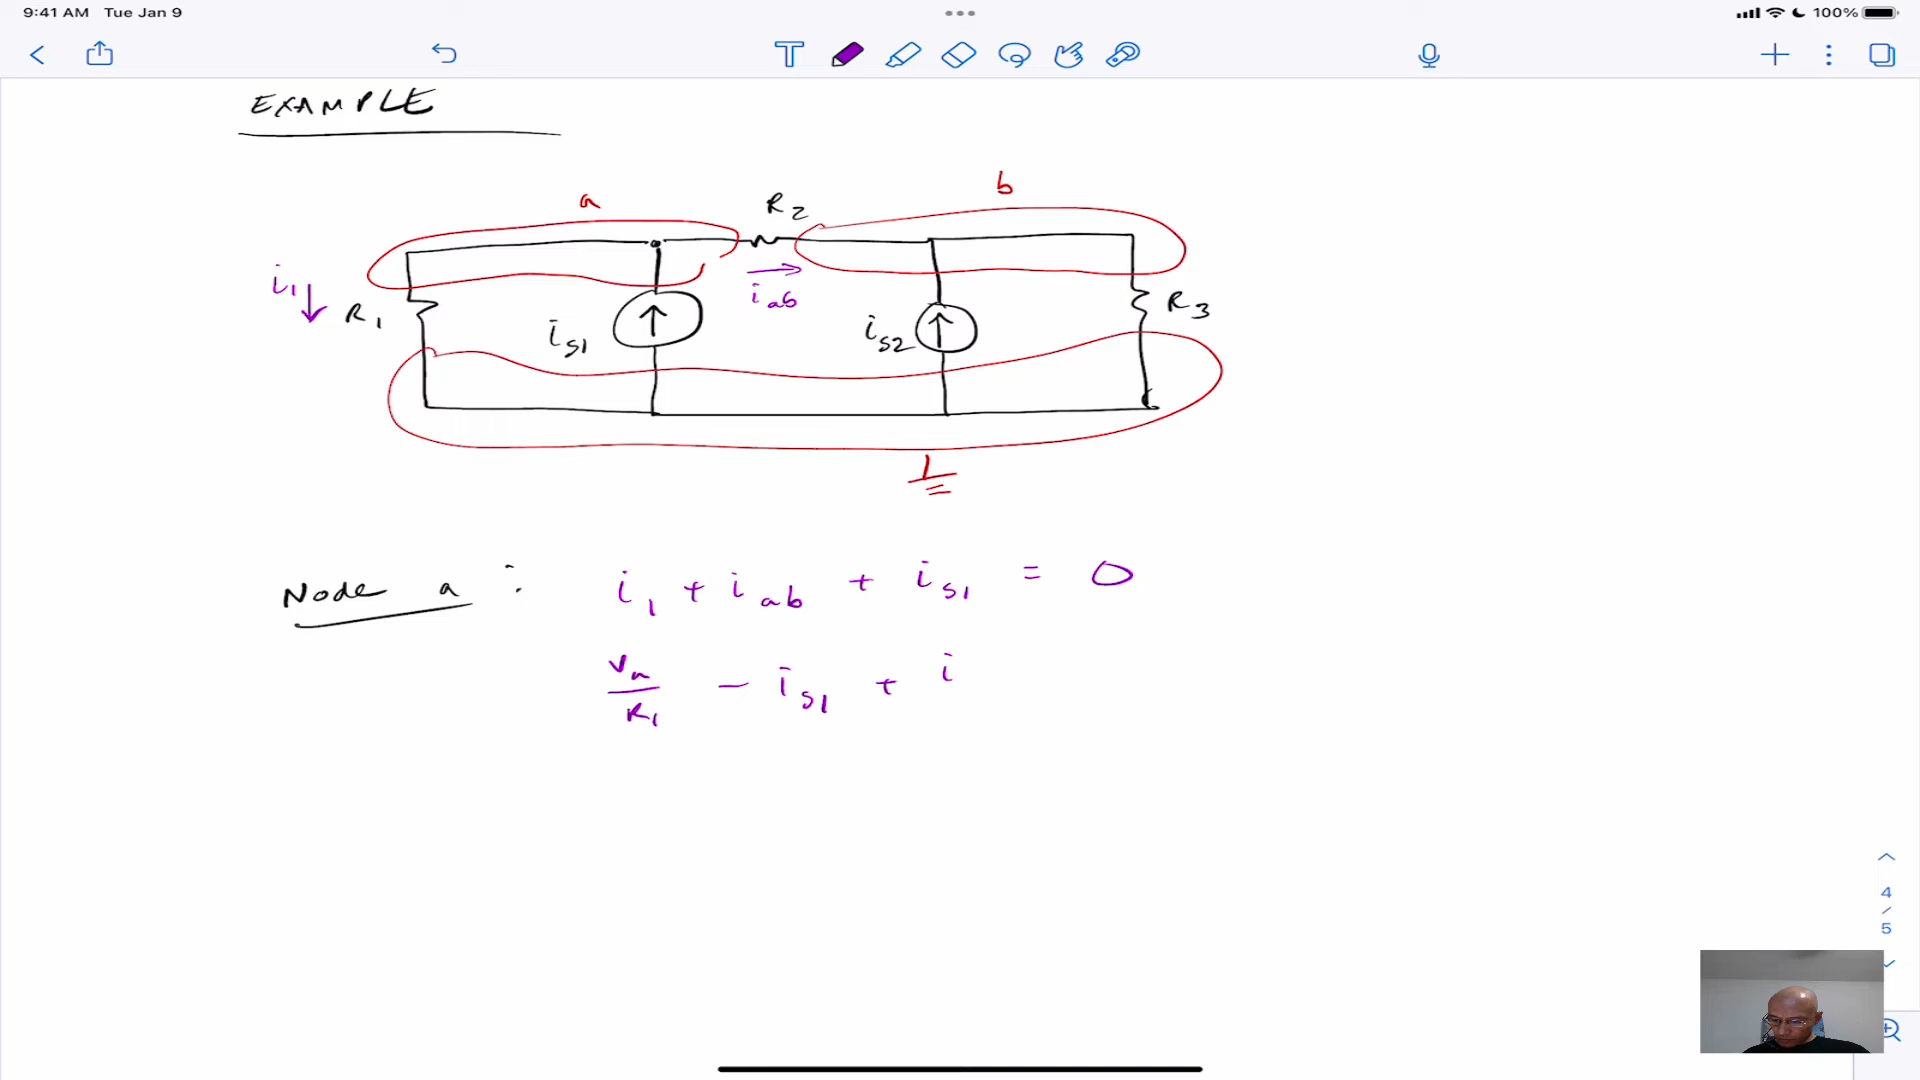 9:41 AM Tue Jan 9
100%
EXAMPLE
a
R2
b
i1
R1
iab
is1
is2
R3
Node a : i1 + iab + is1 = 0
va/R1 - is1 + i
4
/
5